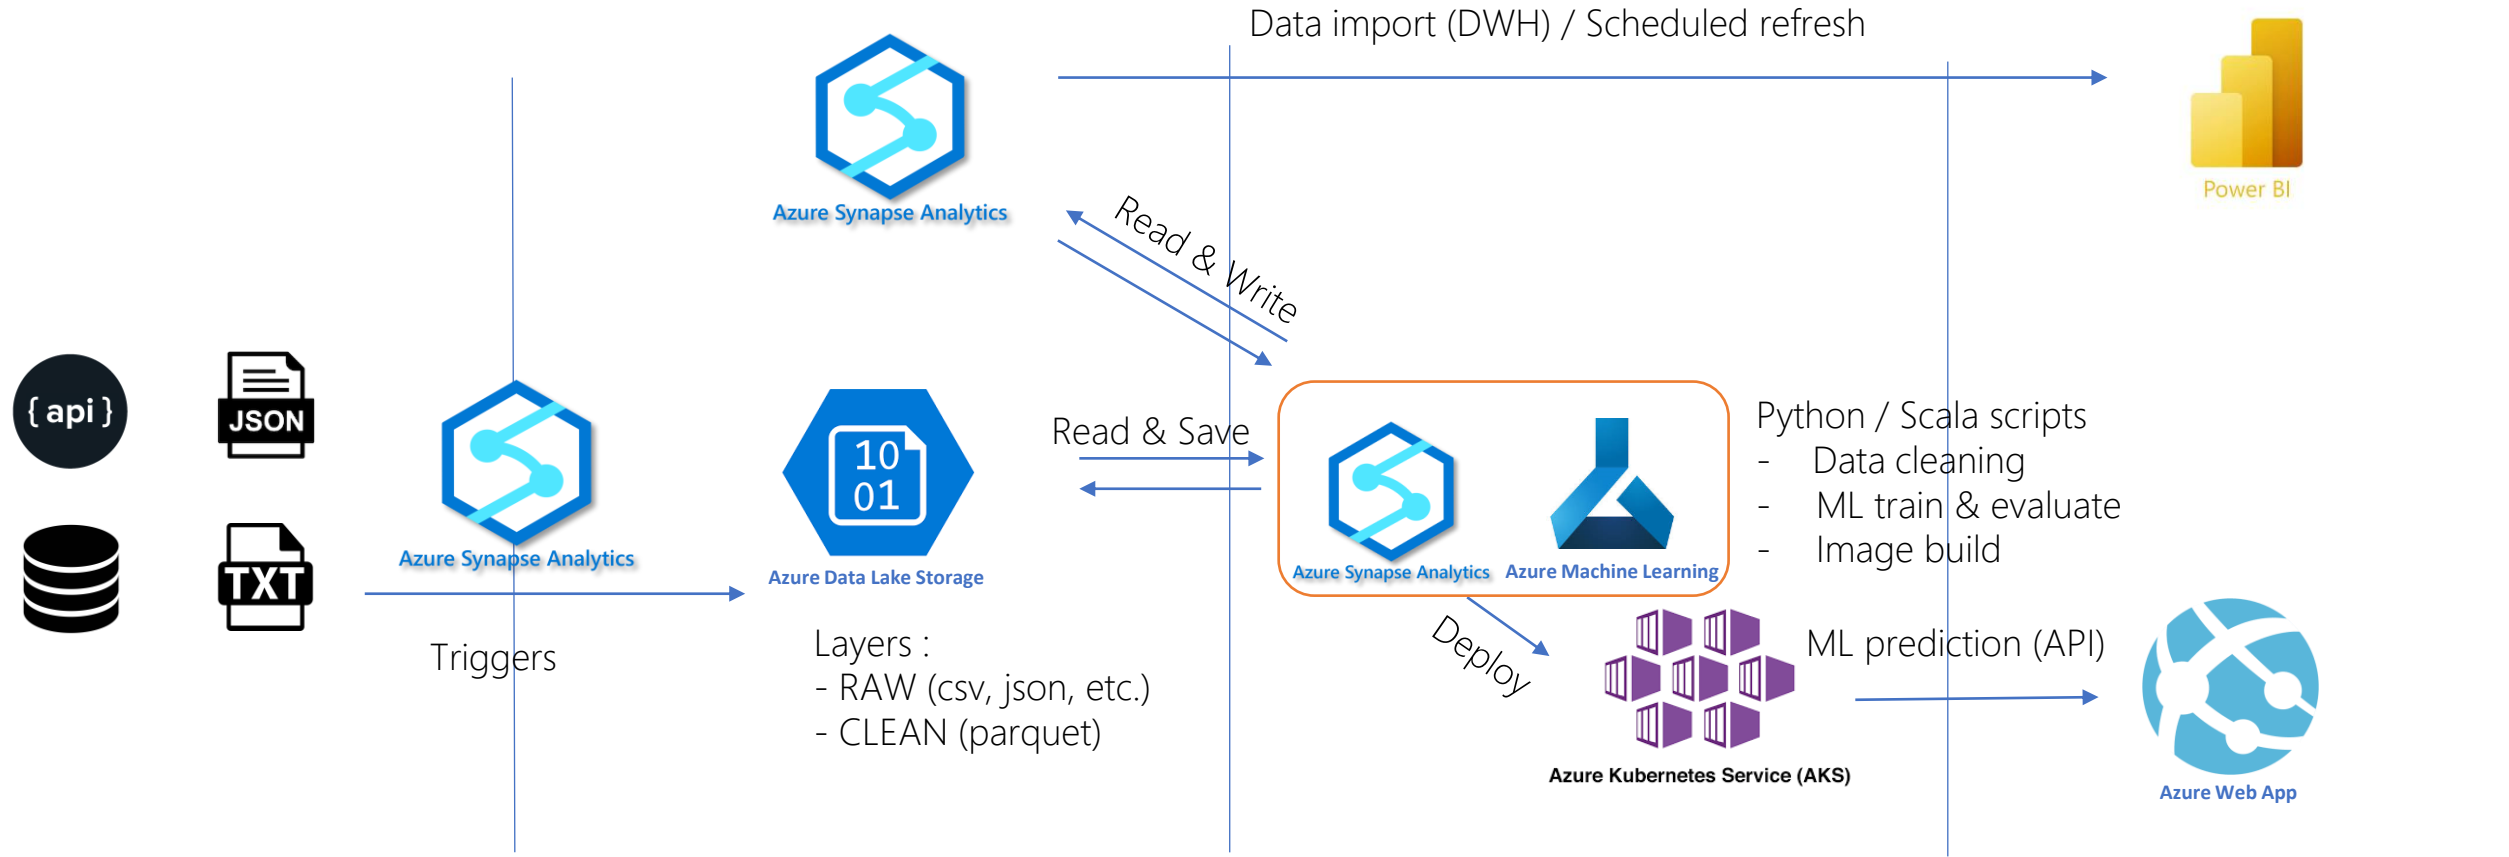 Data import (DWH) / Scheduled refresh
Azure Synapse Analytics
Power BI
Read & Write
{ api }
JSON
TXT
Azure Synapse Analytics
Triggers
10
01
Azure Data Lake Storage
Layers :
- RAW (csv, json, etc.)
- CLEAN (parquet)
Read & Save
Azure Synapse Analytics
Azure Machine Learning
Python / Scala scripts
- Data cleaning
- ML train & evaluate
- Image build
Deploy
Azure Kubernetes Service (AKS)
ML prediction (API)
Azure Web App